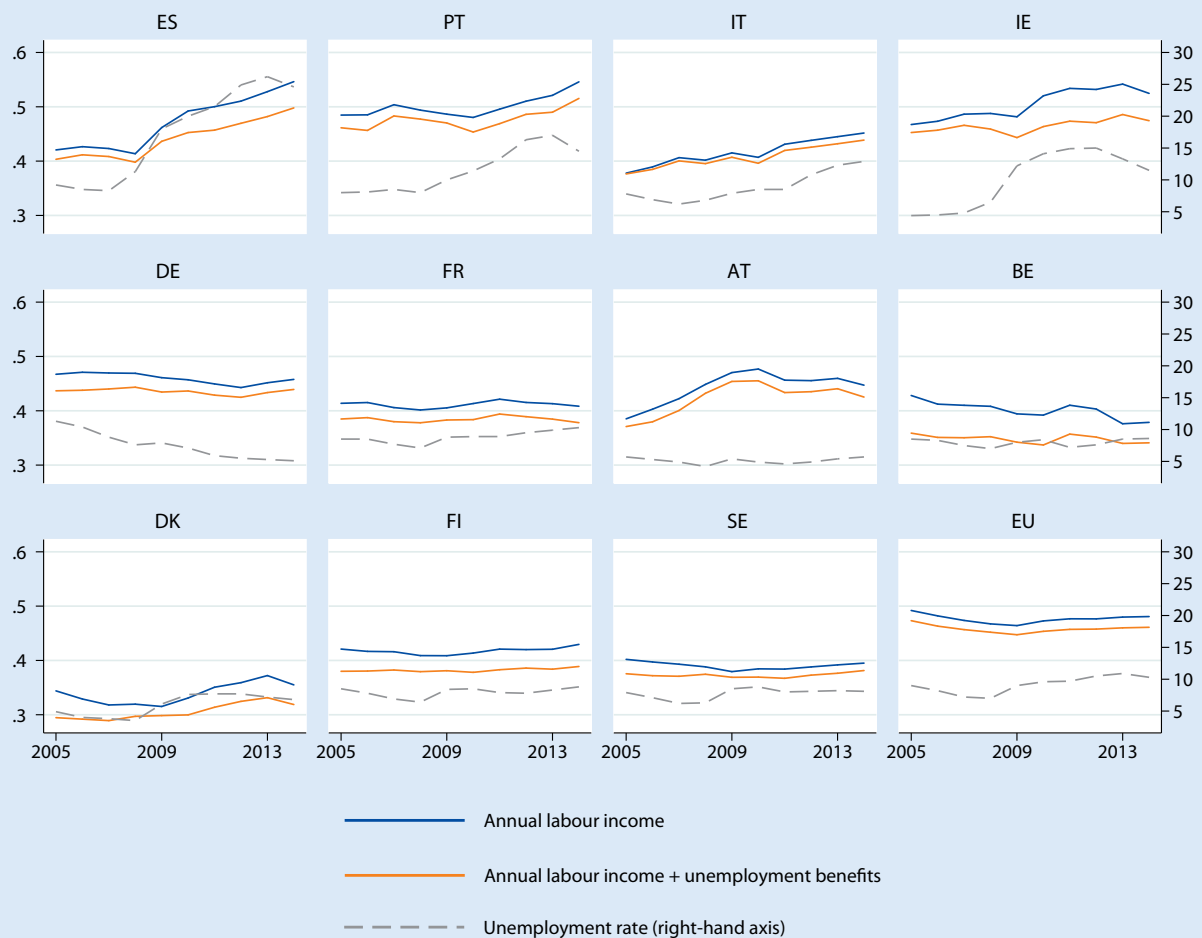 ES PT IT IE
.6 30
.5 25
20
.4 15
10
.3 5
DE FR AT BE
.6 30
.5 25
20
.4 15
10
.3 5
DK FI SE EU
.6 30
.5 25
20
.4 15
10
.3 5
2005 2009 2013 2005 2009 2013 2005 2009 2013 2005 2009 2013
Annual labour income
Annual labour income + unemployment benefits
Unemployment rate (right-hand axis)